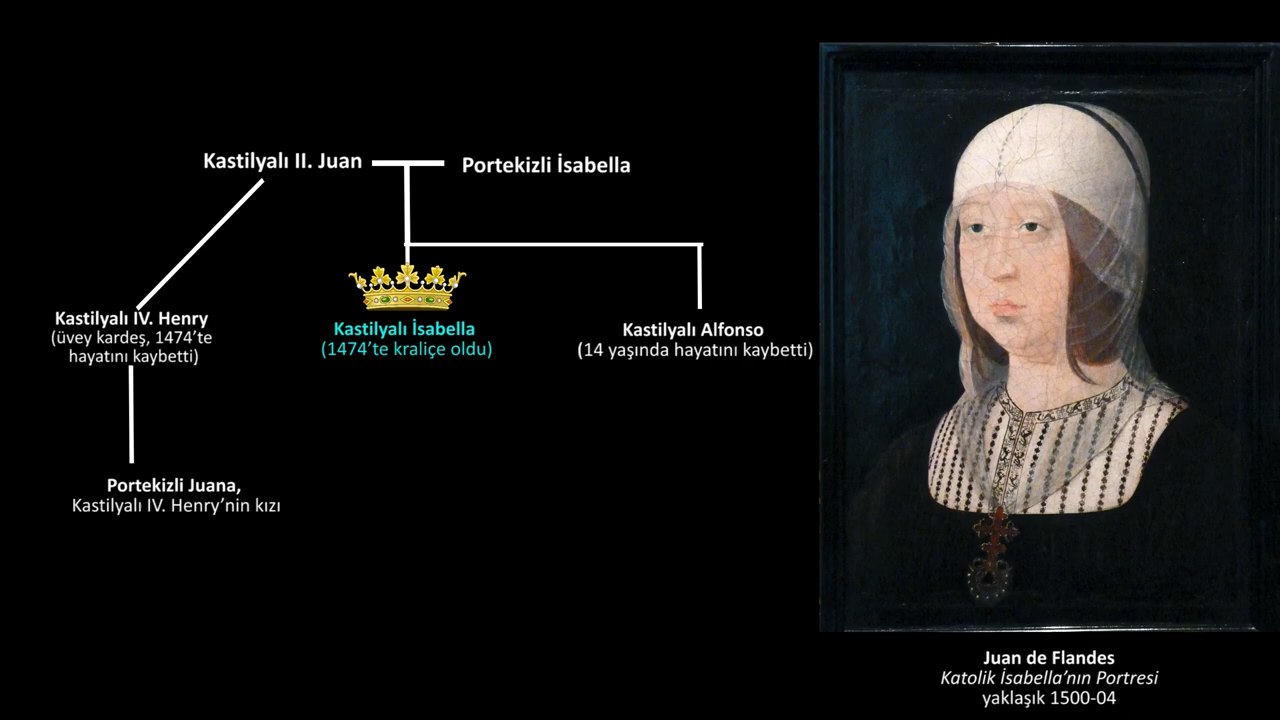 Kastilyalı II. Juan
Portekizli İsabella
Kastilyalı IV. Henry
(üvey kardeş, 1474’te
hayatını kaybetti)
Kastilyalı İsabella
(1474’te kraliçe oldu)
Kastilyalı Alfonso
(14 yaşında hayatını kaybetti)
Portekizli Juana,
Kastilyalı IV. Henry’nin kızı
Juan de Flandes
Katolik İsabella’nın Portresi
yaklaşık 1500-04